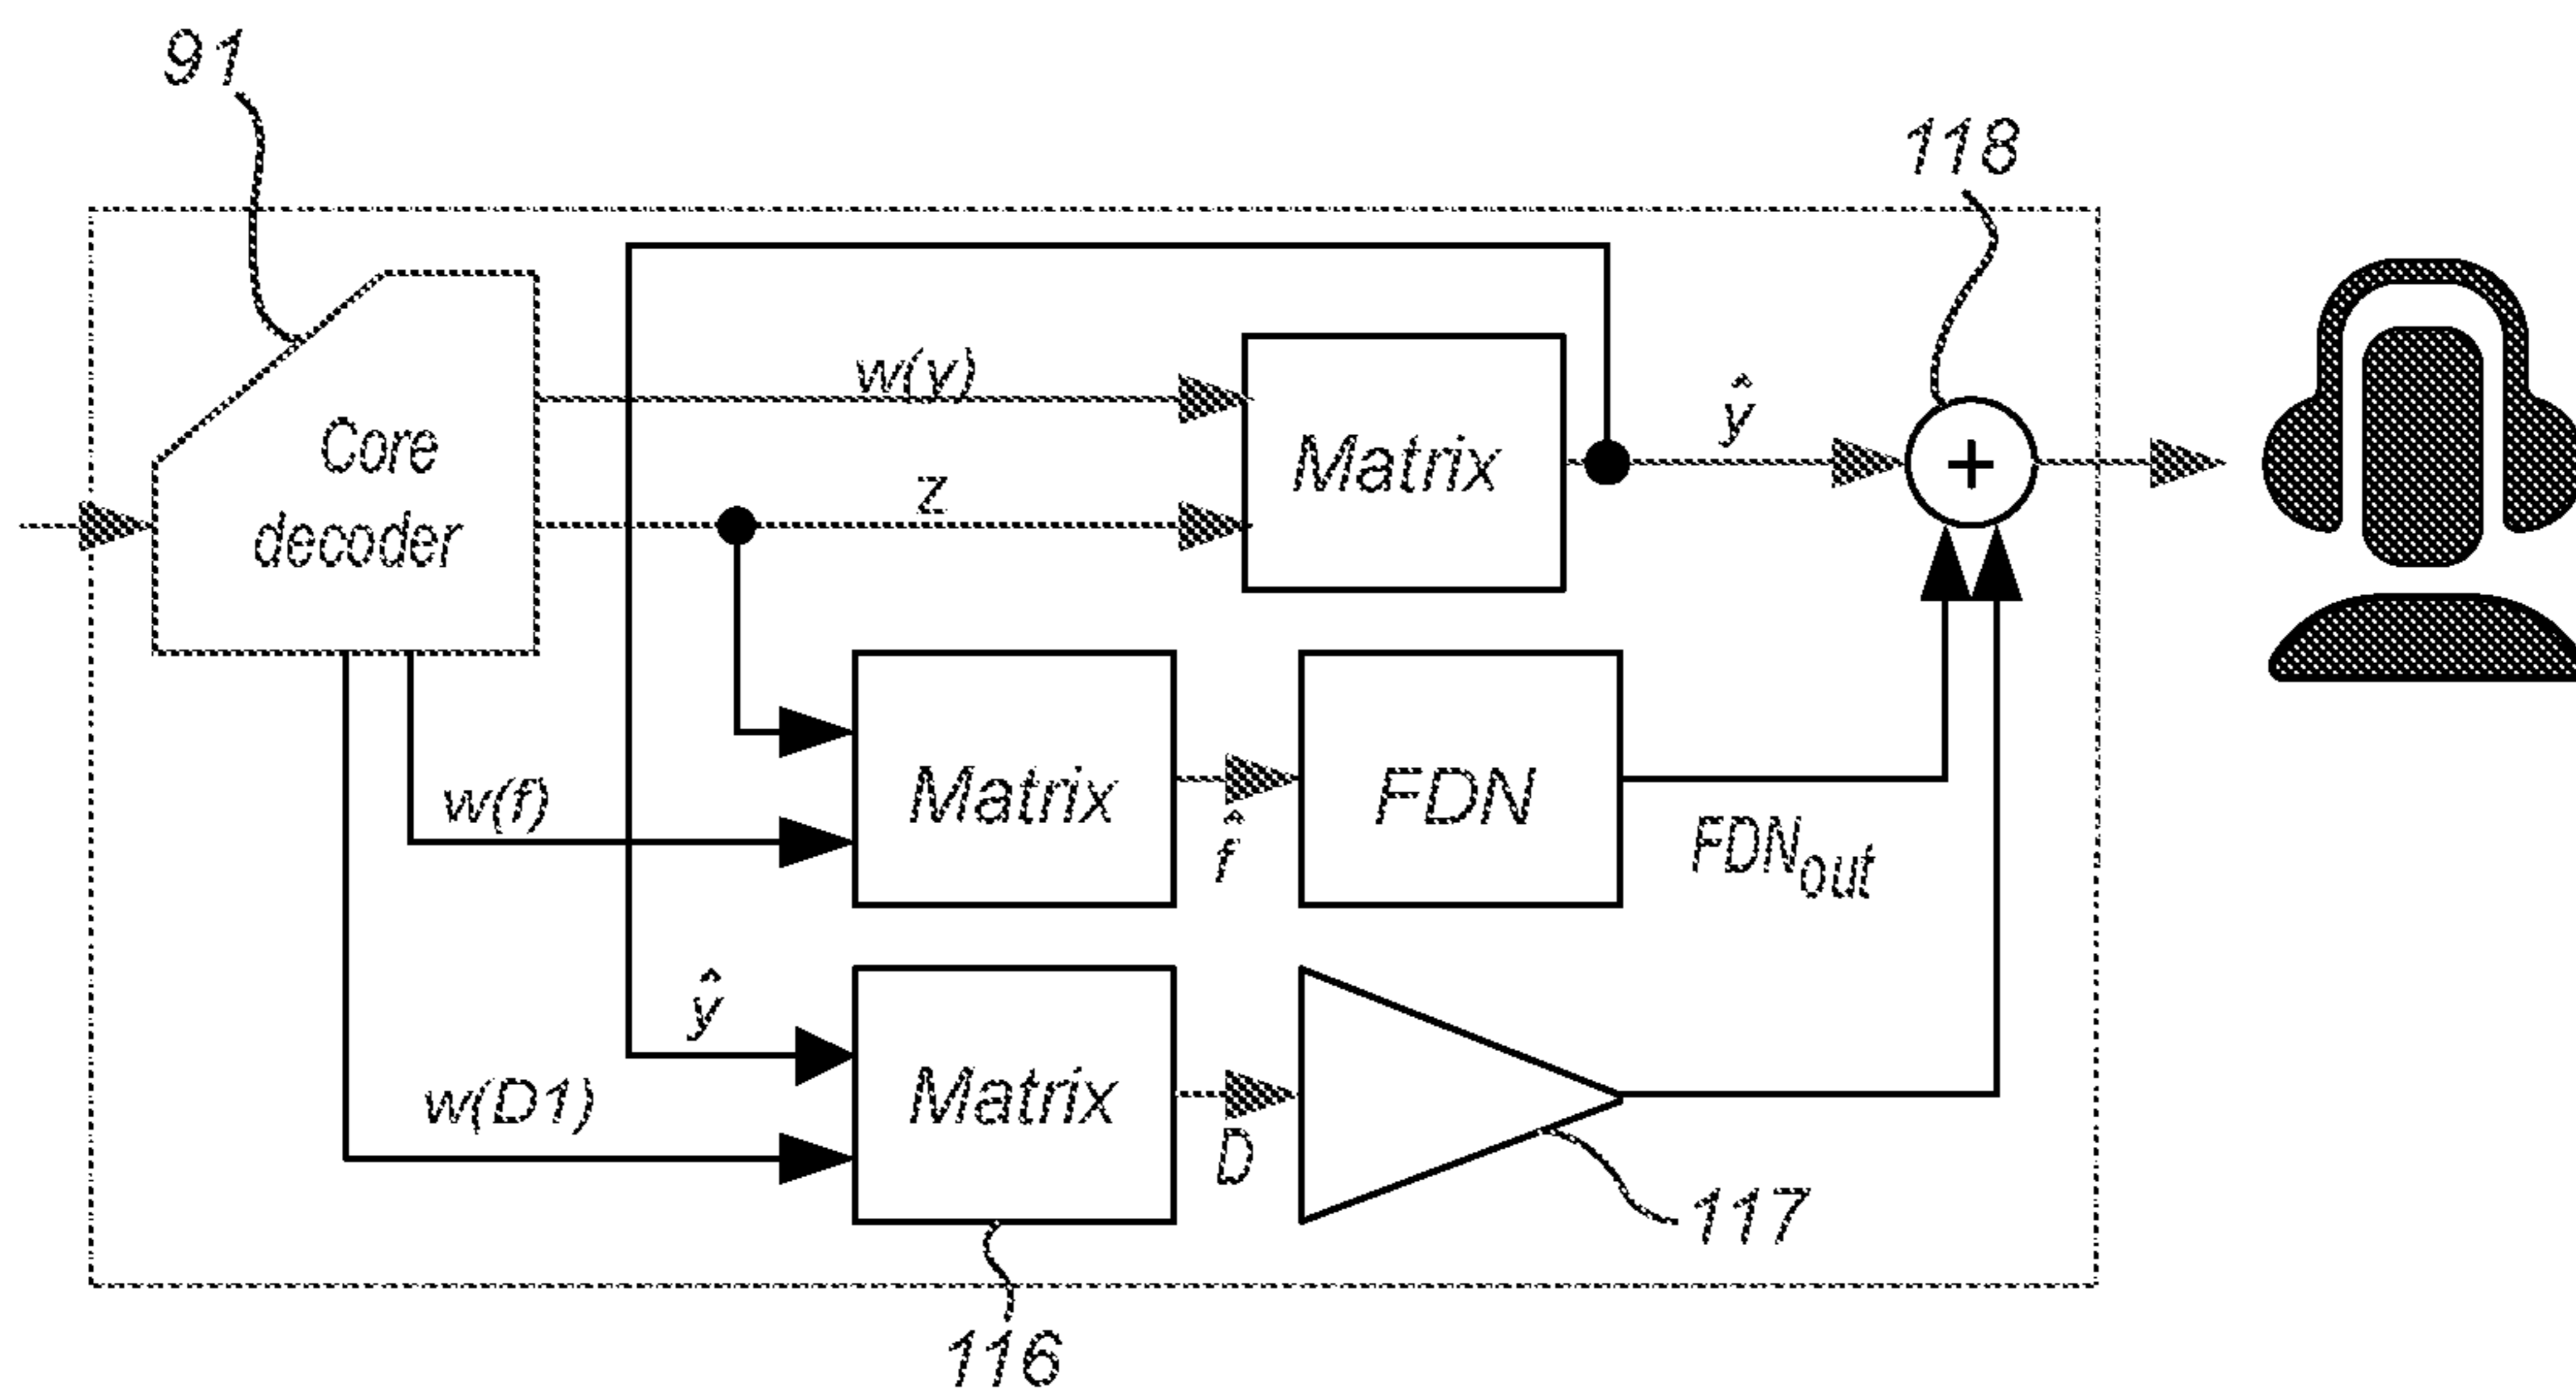 91
118
w(y)
ŷ
Core
decoder
Matrix
+
z
w(f)
Matrix
f̂
FDN
FDNout
ŷ
w(D1)
Matrix
D
117
116